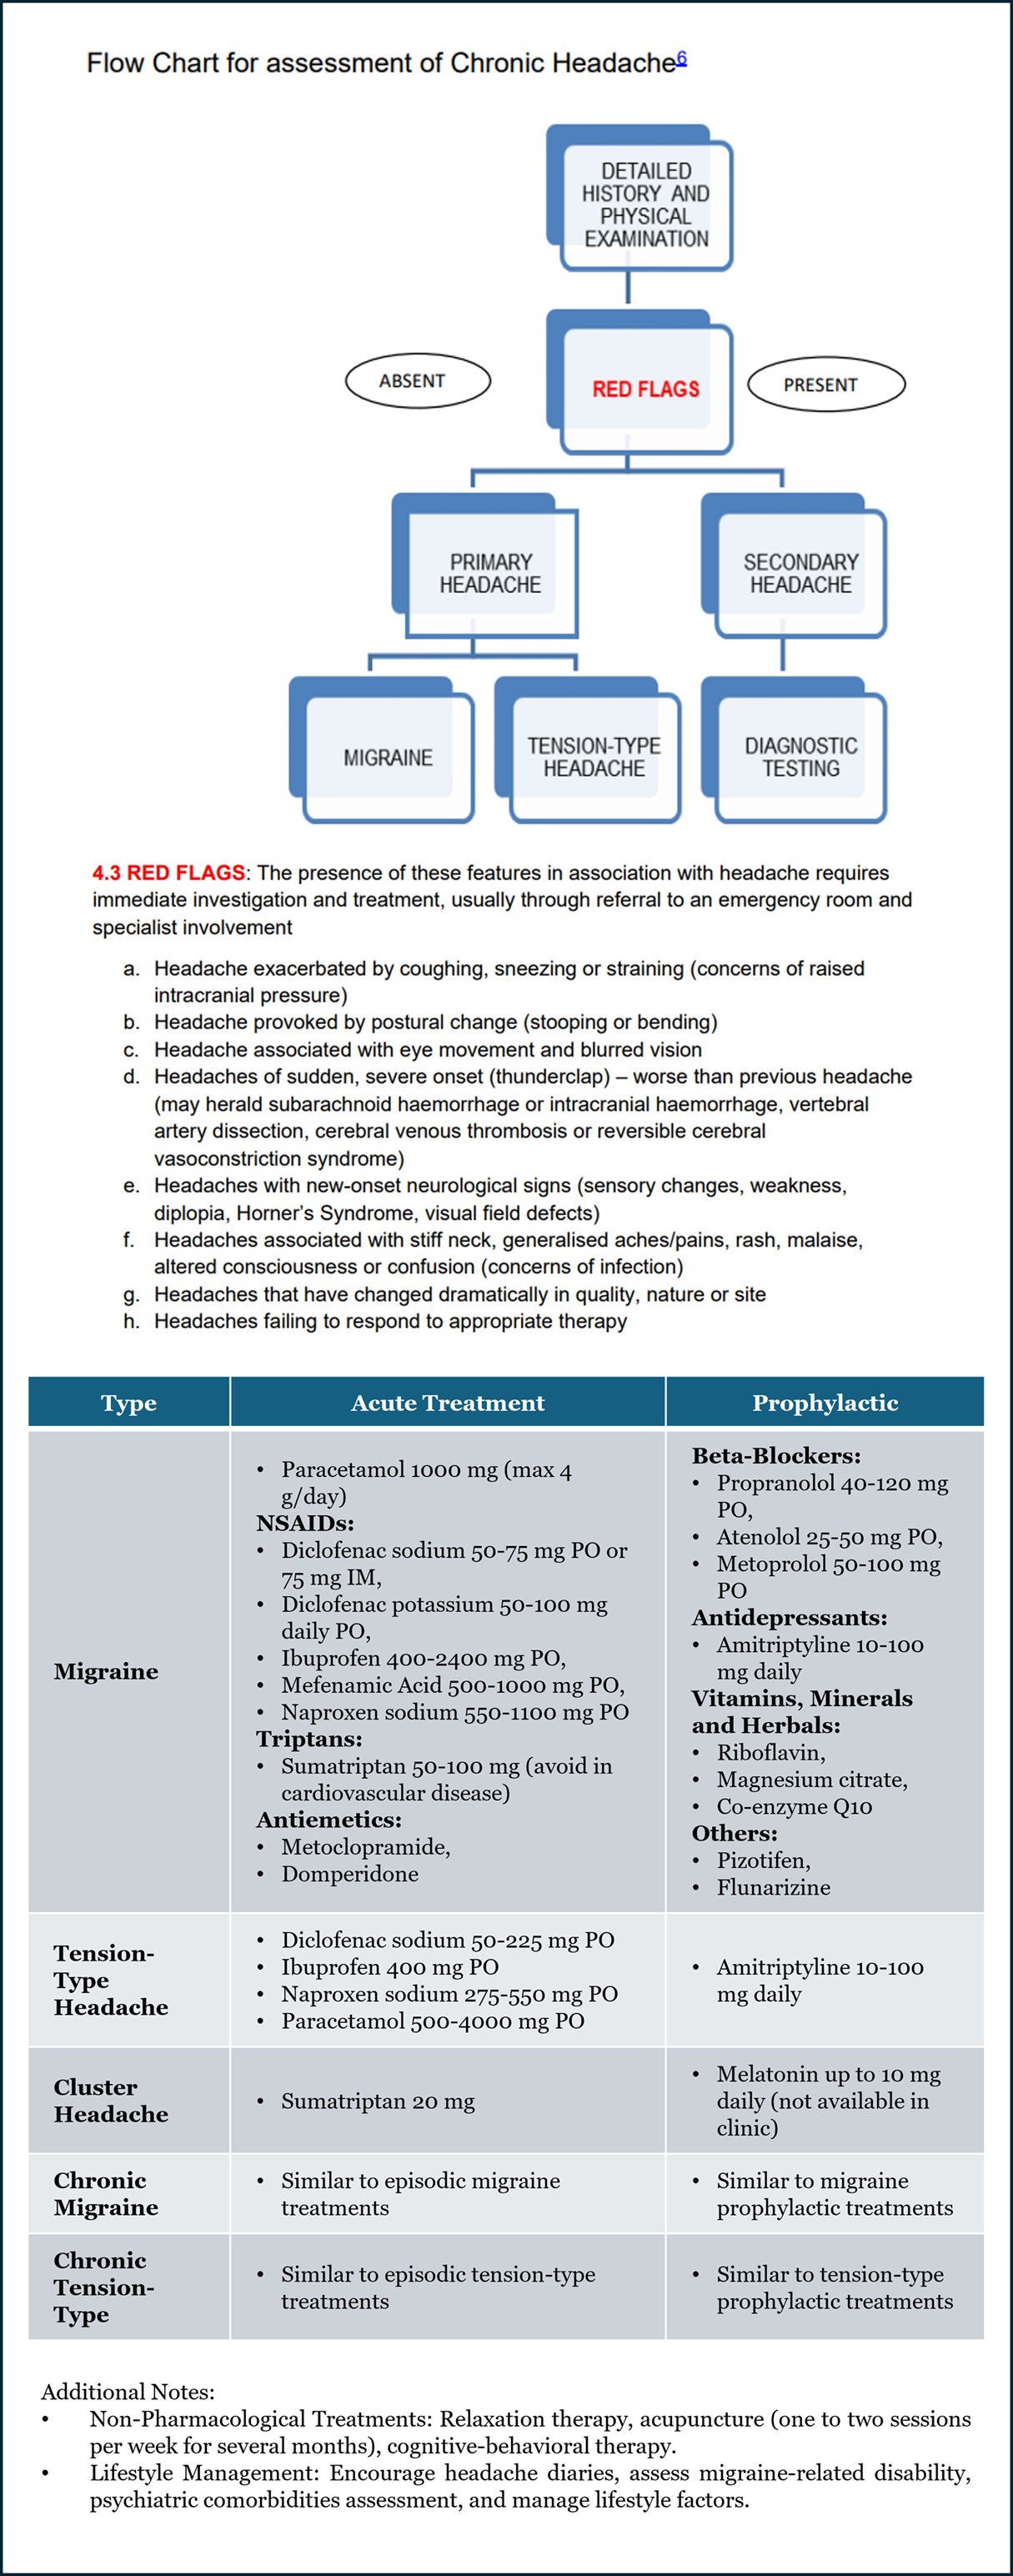 Flow Chart for assessment of Chronic Headache6
DETAILED
HISTORY AND
PHYSICAL
EXAMINATION
ABSENT
RED FLAGS
PRESENT
PRIMARY
HEADACHE
SECONDARY
HEADACHE
MIGRAINE
TENSION-TYPE
HEADACHE
DIAGNOSTIC
TESTING
4.3 RED FLAGS: The presence of these features in association with headache requires
immediate investigation and treatment, usually through referral to an emergency room and
specialist involvement
a. Headache exacerbated by coughing, sneezing or straining (concerns of raised
intracranial pressure)
b. Headache provoked by postural change (stooping or bending)
c. Headache associated with eye movement and blurred vision
d. Headaches of sudden, severe onset (thunderclap) – worse than previous headache
(may herald subarachnoid haemorrhage or intracranial haemorrhage, vertebral
artery dissection, cerebral venous thrombosis or reversible cerebral
vasoconstriction syndrome)
e. Headaches with new-onset neurological signs (sensory changes, weakness,
diplopia, Horner's Syndrome, visual field defects)
f. Headaches associated with stiff neck, generalised aches/pains, rash, malaise,
altered consciousness or confusion (concerns of infection)
g. Headaches that have changed dramatically in quality, nature or site
h. Headaches failing to respond to appropriate therapy
Type
Acute Treatment
Prophylactic
Migraine
• Paracetamol 1000 mg (max 4
g/day)
NSAIDs:
• Diclofenac sodium 50-75 mg PO or
75 mg IM,
• Diclofenac potassium 50-100 mg
daily PO,
• Ibuprofen 400-2400 mg PO,
• Mefenamic Acid 500-1000 mg PO,
• Naproxen sodium 550-1100 mg PO
Triptans:
• Sumatriptan 50-100 mg (avoid in
cardiovascular disease)
Antiemetics:
• Metoclopramide,
• Domperidone
Beta-Blockers:
• Propranolol 40-120 mg
PO,
• Atenolol 25-50 mg PO,
• Metoprolol 50-100 mg
PO
Antidepressants:
• Amitriptyline 10-100
mg daily
Vitamins, Minerals
and Herbals:
• Riboflavin,
• Magnesium citrate,
• Co-enzyme Q10
Others:
• Pizotifen,
• Flunarizine
Tension-
Type
Headache
• Diclofenac sodium 50-225 mg PO
• Ibuprofen 400 mg PO
• Naproxen sodium 275-550 mg PO
• Paracetamol 500-4000 mg PO
• Amitriptyline 10-100
mg daily
Cluster
Headache
• Sumatriptan 20 mg
• Melatonin up to 10 mg
daily (not available in
clinic)
Chronic
Migraine
• Similar to episodic migraine
treatments
• Similar to migraine
prophylactic treatments
Chronic
Tension-
Type
• Similar to episodic tension-type
treatments
• Similar to tension-type
prophylactic treatments
Additional Notes:
• Non-Pharmacological Treatments: Relaxation therapy, acupuncture (one to two sessions
per week for several months), cognitive-behavioral therapy.
• Lifestyle Management: Encourage headache diaries, assess migraine-related disability,
psychiatric comorbidities assessment, and manage lifestyle factors.